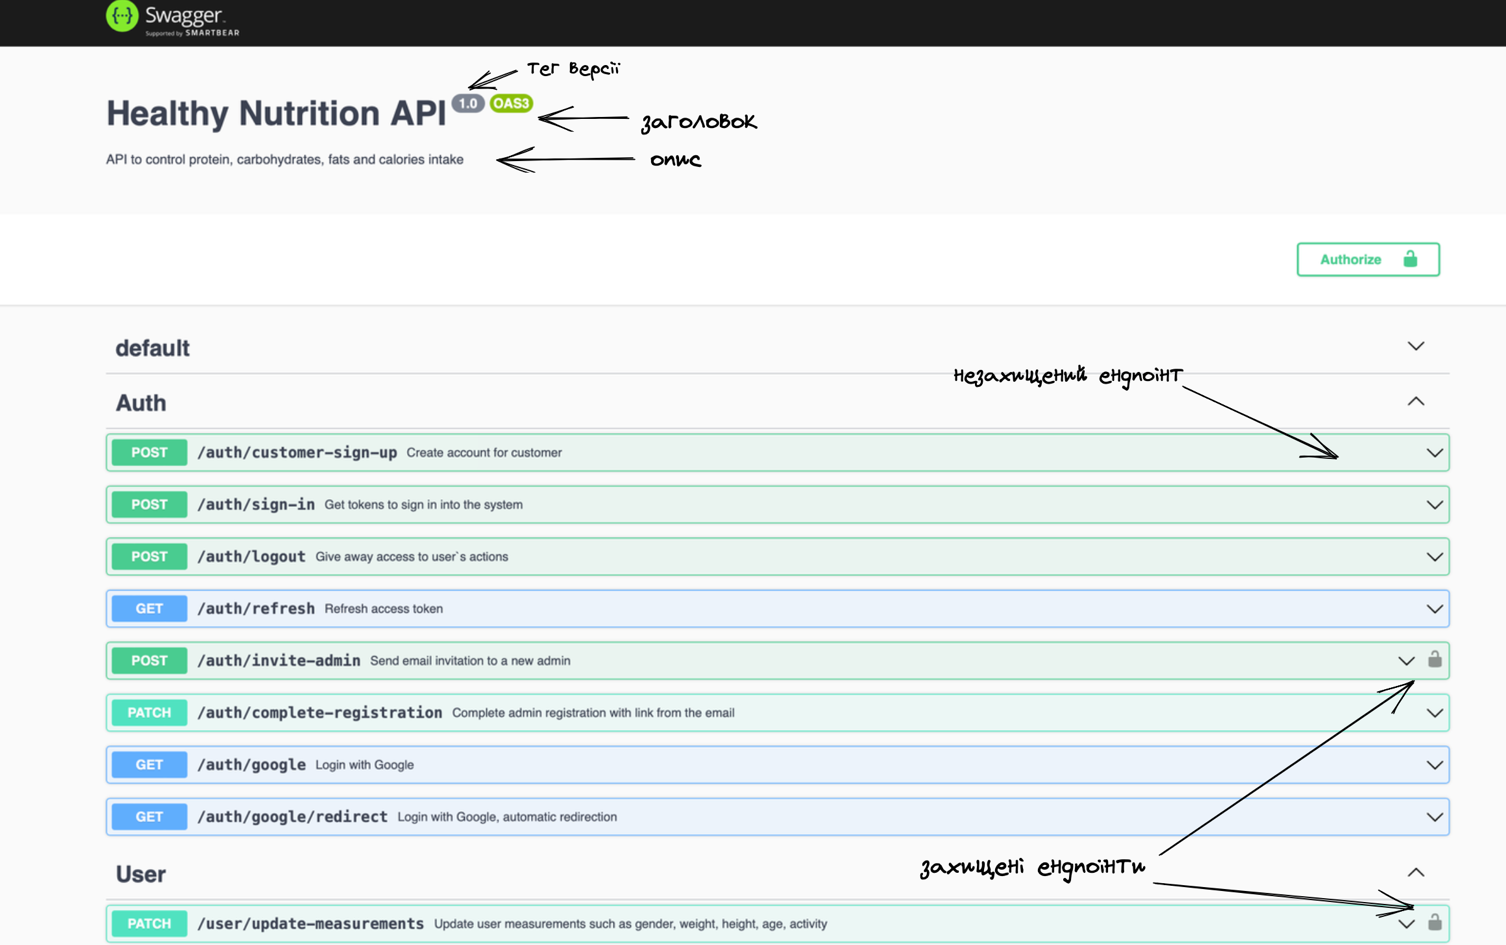 Swagger
Supported by SMARTBEAR
тег версії
Healthy Nutrition API 1.0 OAS3
заголовок
API to control protein, carbohydrates, fats and calories intake
опис
Authorize
default
незахищений ендпоінт
Auth
POST /auth/customer-sign-up Create account for customer
POST /auth/sign-in Get tokens to sign in into the system
POST /auth/logout Give away access to user`s actions
GET /auth/refresh Refresh access token
POST /auth/invite-admin Send email invitation to a new admin
PATCH /auth/complete-registration Complete admin registration with link from the email
GET /auth/google Login with Google
GET /auth/google/redirect Login with Google, automatic redirection
захищені ендпоінти
User
PATCH /user/update-measurements Update user measurements such as gender, weight, height, age, activity